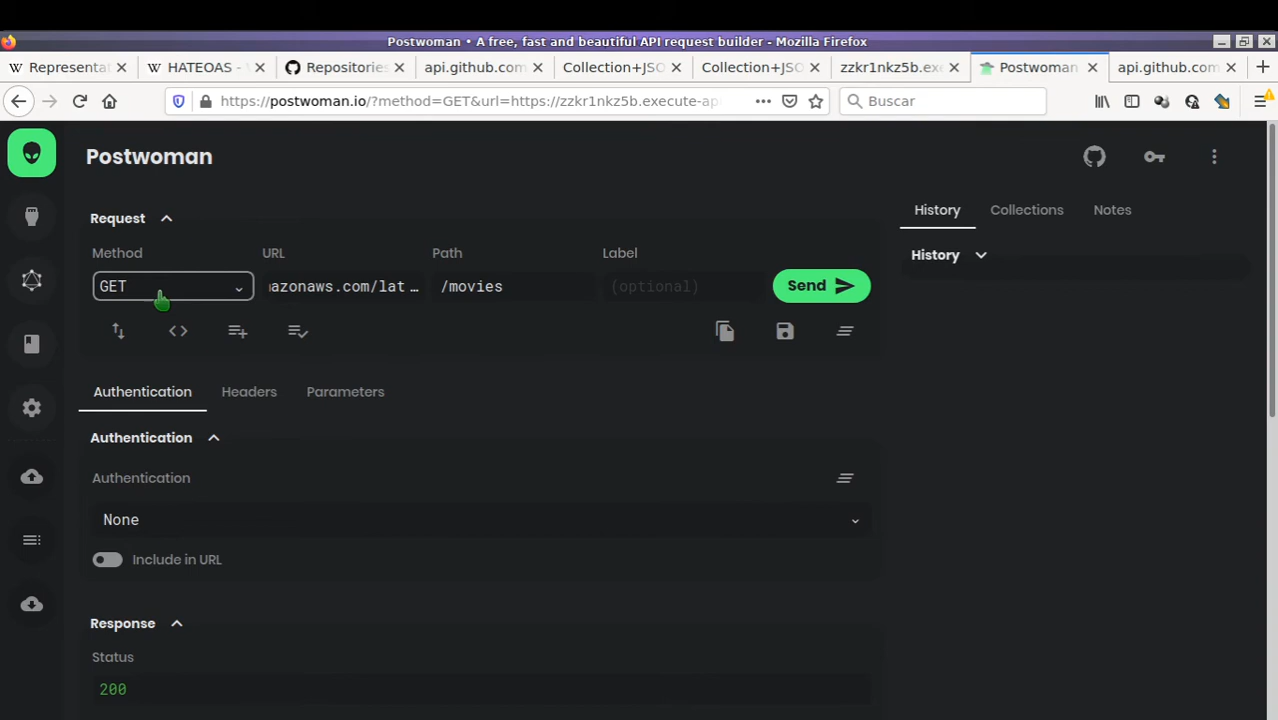 Postwoman • A free, fast and beautiful API request builder - Mozilla Firefox
Representat
HATEOAS -
Repositories
api.github.com
Collection+JSO
Collection+JSO
zzkr1nkz5b.exe
Postwoman •
api.github.com
https://postwoman.io/?method=GET&url=https://zzkr1nkz5b.execute-ap
Buscar
Postwoman
Request
Method
URL
Path
Label
GET
azonaws.com/lat …
/movies
(optional)
Send
History
Collections
Notes
History
Authentication
Headers
Parameters
Authentication
Authentication
None
Include in URL
Response
Status
200